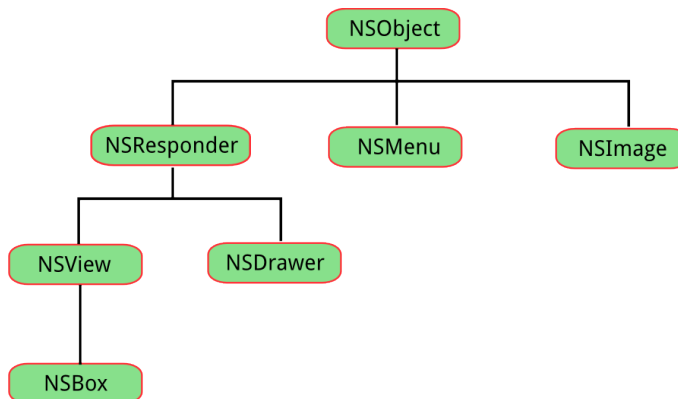 NSObject
NSResponder
NSMenu
NSImage
NSView
NSDrawer
NSBox